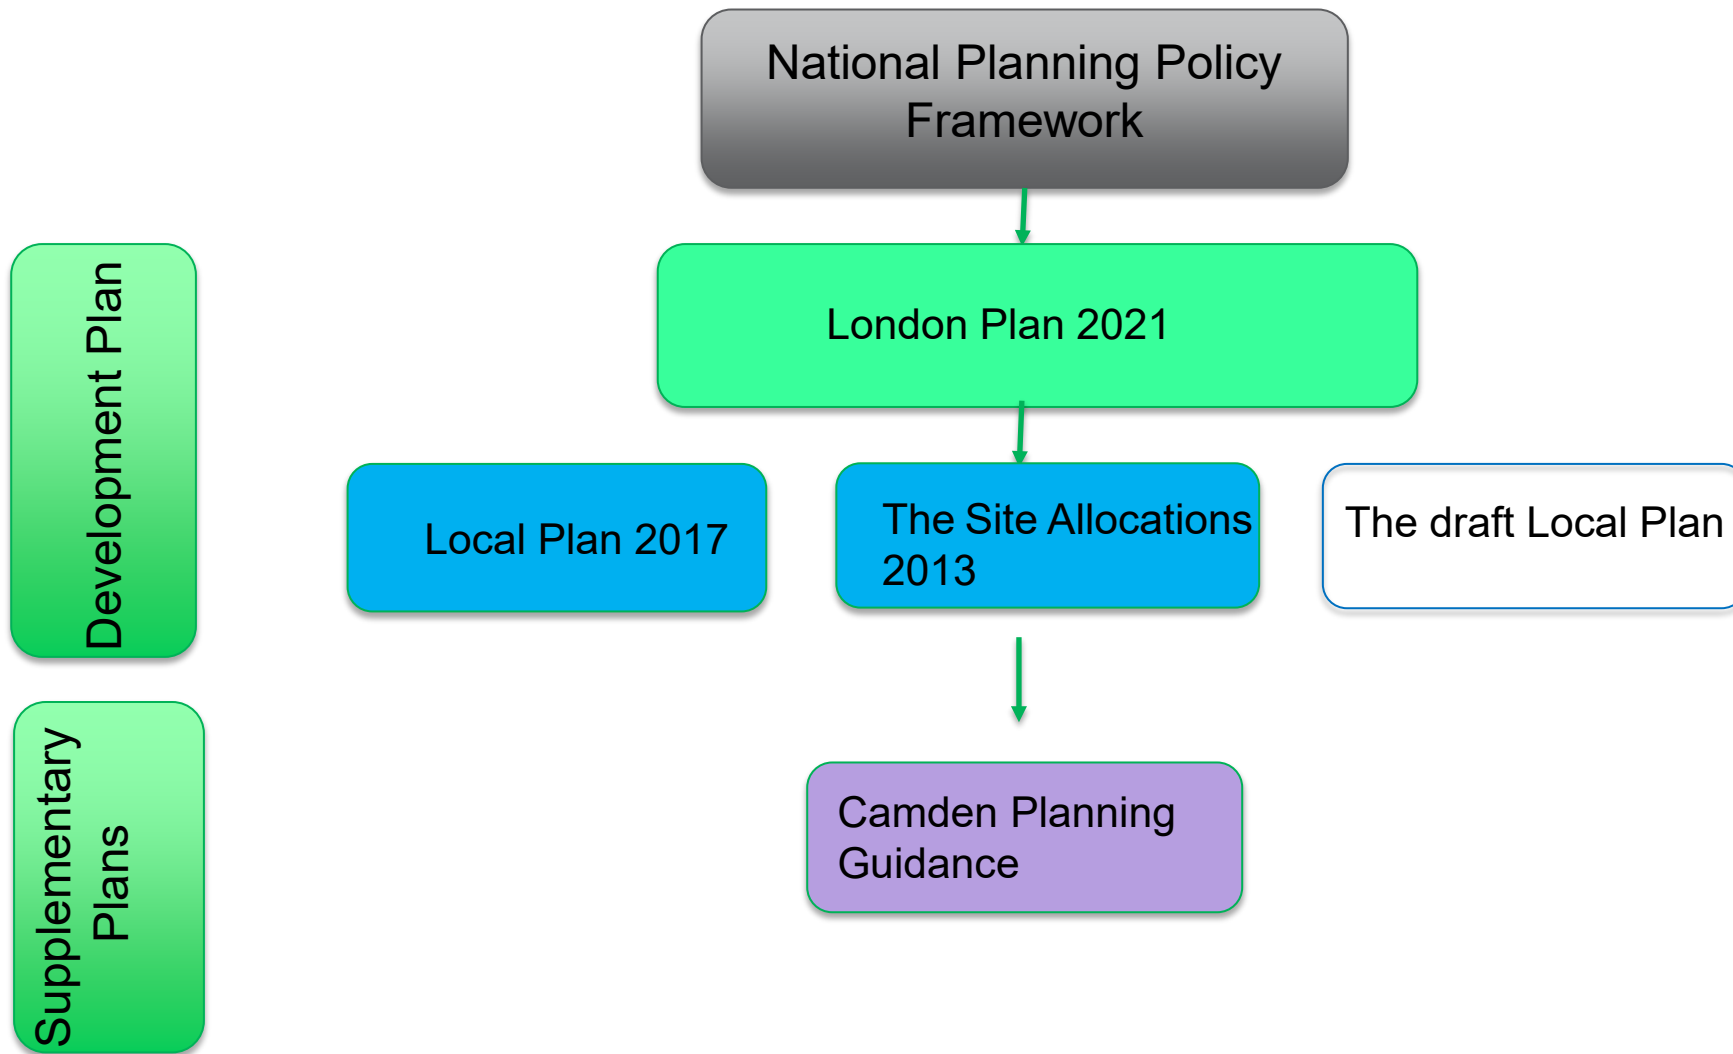 National Planning Policy
Framework
Development Plan
London Plan 2021
Local Plan 2017
The Site Allocations
2013
The draft Local Plan
Supplementary
Plans
Camden Planning
Guidance